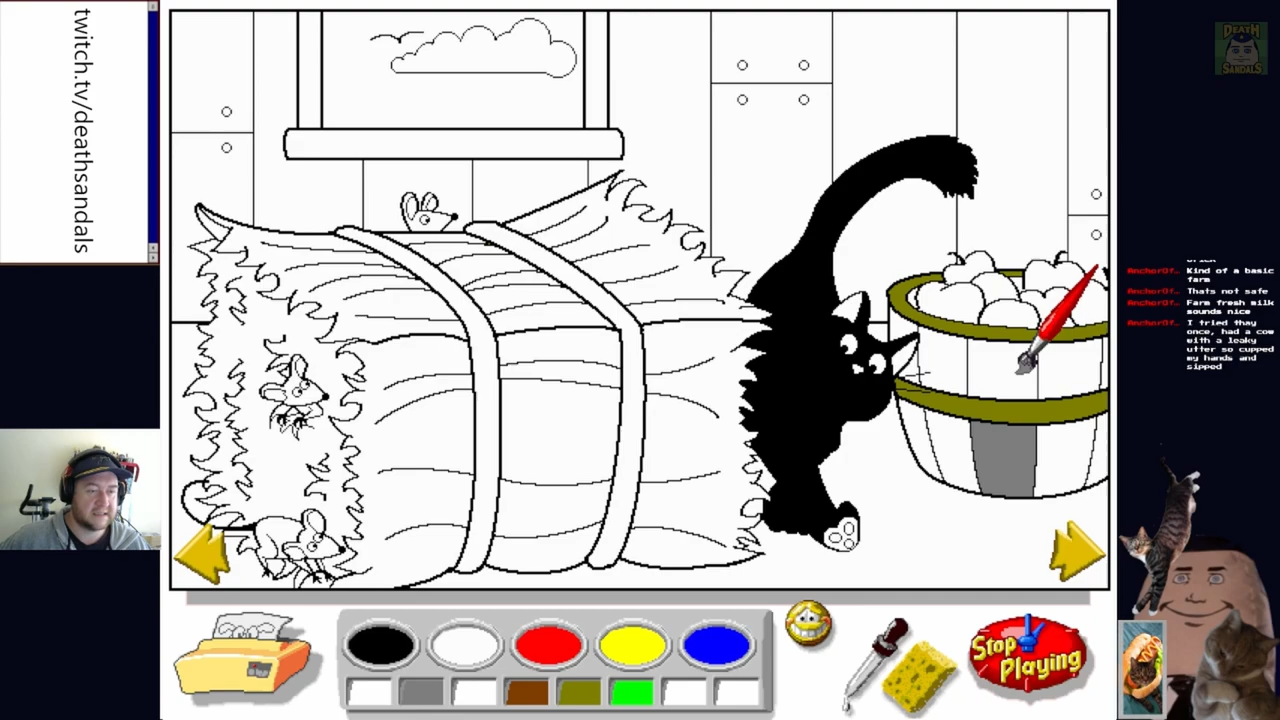 twitch.tv/deathsandals
DEATH
SANDALS
AnchorOf… Kind of a basic
farm
AnchorOf… Thats not safe
AnchorOf… Farm fresh milk
sounds nice
AnchorOf… I tried thay
once, had a cow
with a leaky
utter so cupped
my hands and
sipped
Stop
Playing